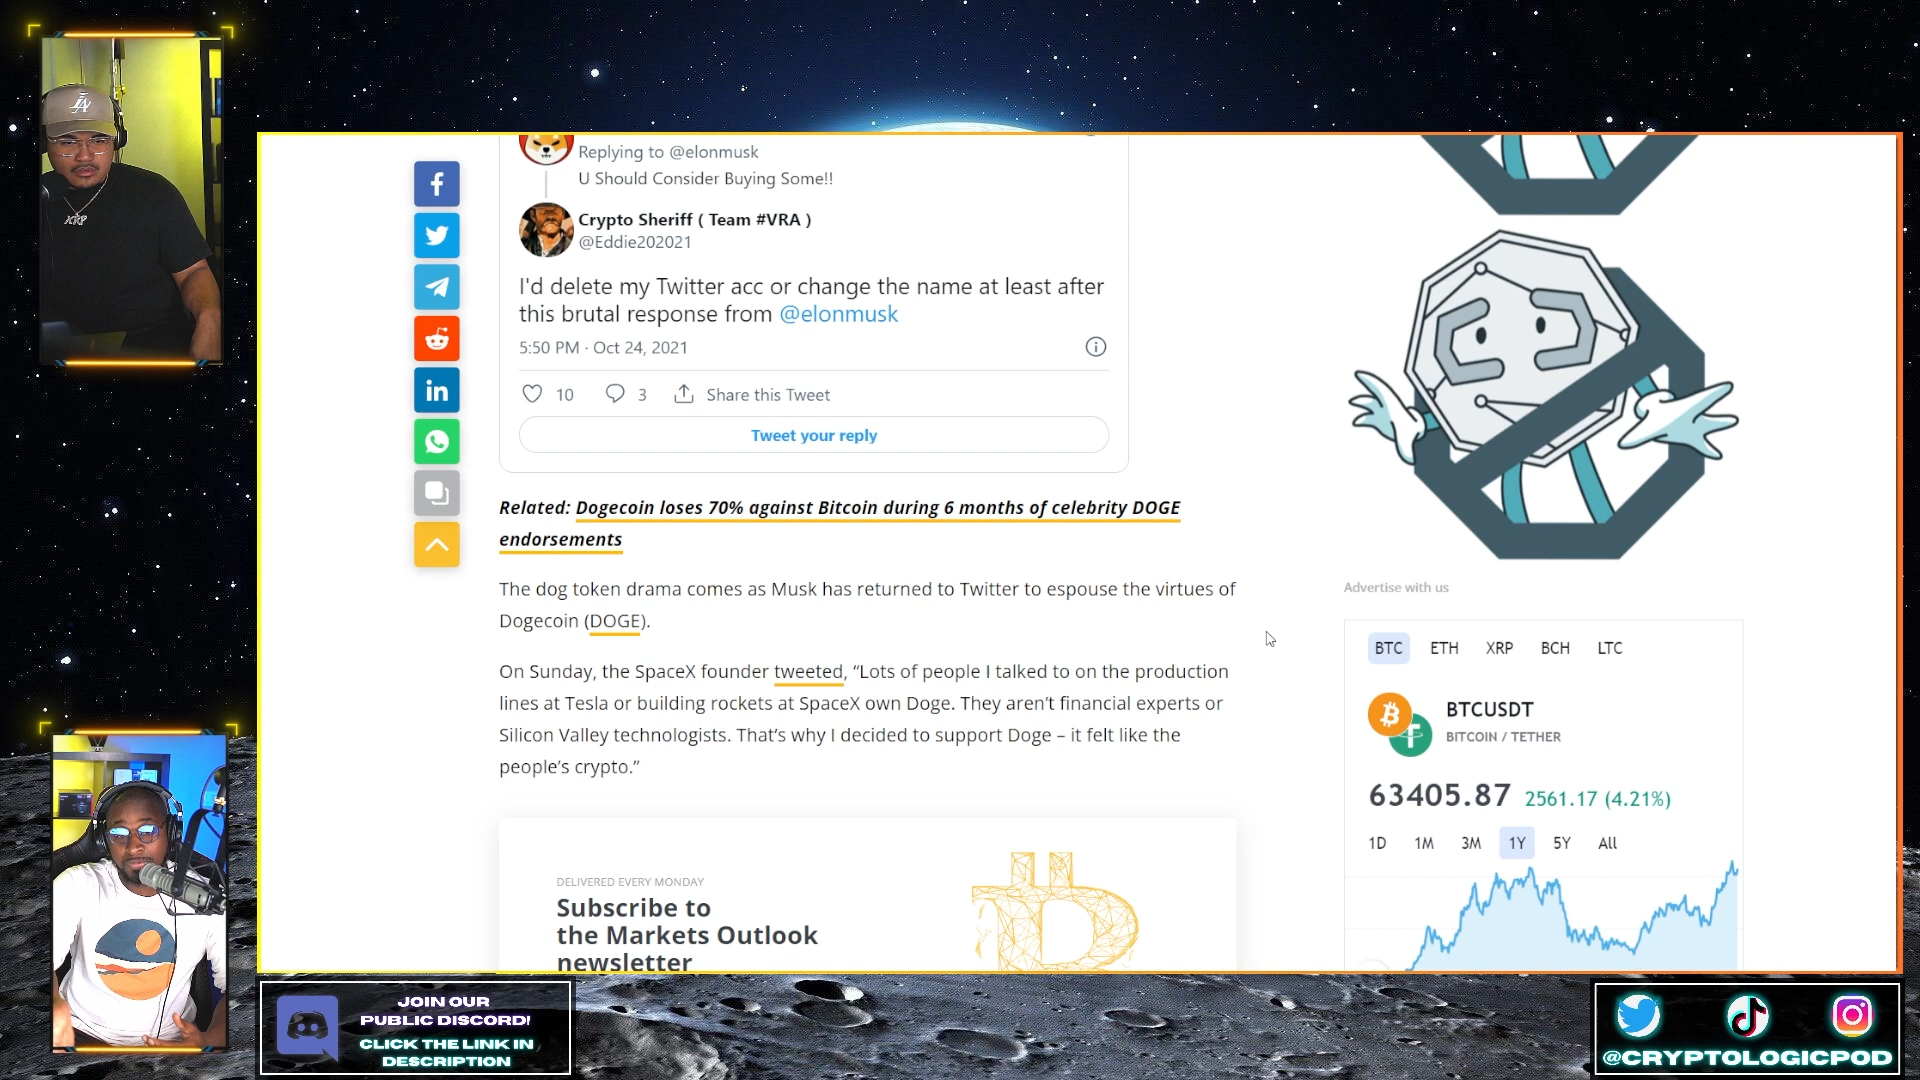 LA
XRP
Replying to @elonmusk
U Should Consider Buying Some!!
Crypto Sheriff ( Team #VRA )
@Eddie202021
I'd delete my Twitter acc or change the name at least after
this brutal response from @elonmusk
5:50 PM · Oct 24, 2021
10 3 Share this Tweet
Tweet your reply
Related: Dogecoin loses 70% against Bitcoin during 6 months of celebrity DOGE
endorsements
The dog token drama comes as Musk has returned to Twitter to espouse the virtues of
Dogecoin (DOGE).
On Sunday, the SpaceX founder tweeted, “Lots of people I talked to on the production
lines at Tesla or building rockets at SpaceX own Doge. They aren’t financial experts or
Silicon Valley technologists. That’s why I decided to support Doge – it felt like the
people’s crypto.”
DELIVERED EVERY MONDAY
Subscribe to
the Markets Outlook
newsletter
Advertise with us
BTC ETH XRP BCH LTC
BTCUSDT
BITCOIN / TETHER
63405.87 2561.17 (4.21%)
1D 1M 3M 1Y 5Y All
JOIN OUR
PUBLIC DISCORD!
CLICK THE LINK IN
DESCRIPTION
@CRYPTOLOGICPOD